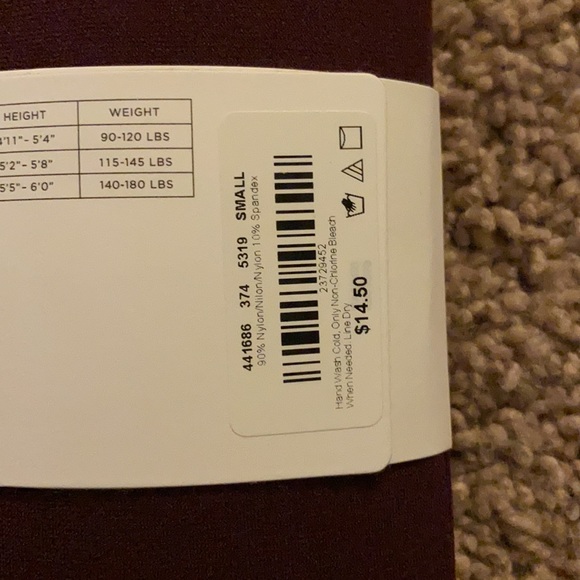 HEIGHT WEIGHT
4'11"- 5'4" 90-120 LBS
5'2"- 5'8" 115-145 LBS
5'5"- 6'0" 140-180 LBS
441686 374 5319 SMALL
90% Nylon/Nilon/Nylon 10% Spandex
23729452
Hand Wash Cold, Only Non-Chlorine Bleach
When Needed. Line Dry
$14.50